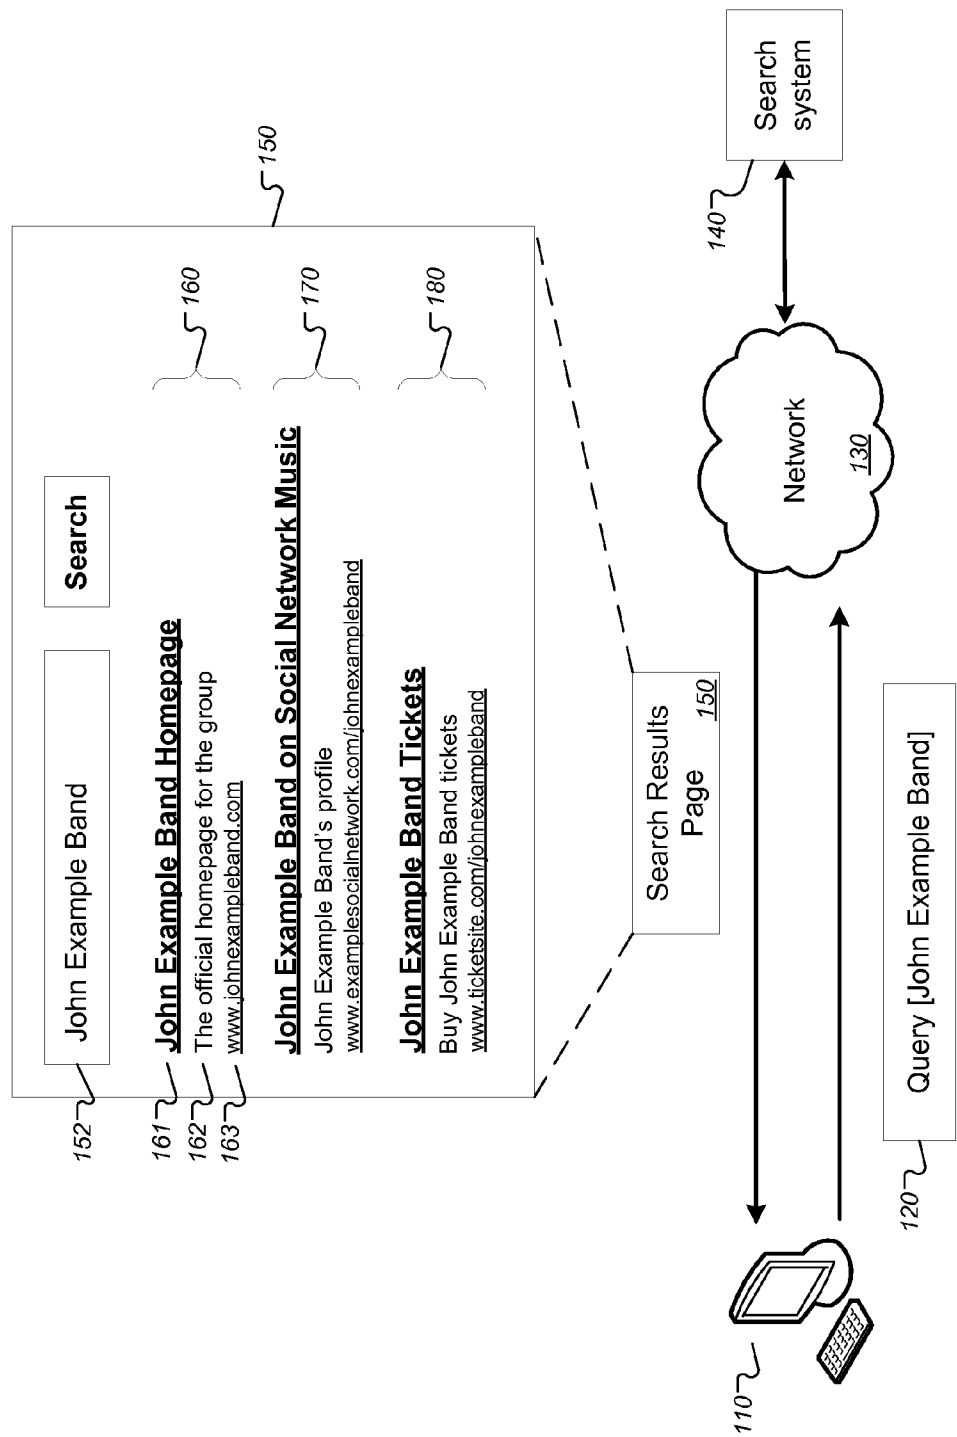 John Example Band
Search
152
161
John Example Band Homepage
160
162
The official homepage for the group
163
www.johnexampleband.com
150
John Example Band on Social Network Music
170
John Example Band's profile
www.examplesocialnetwork.com/johnexampleband
John Example Band Tickets
180
Buy John Example Band tickets
www.ticketsite.com/johnexampleband
Search Results
Page
150
140
Search
system
110
Network
130
120
Query [John Example Band]